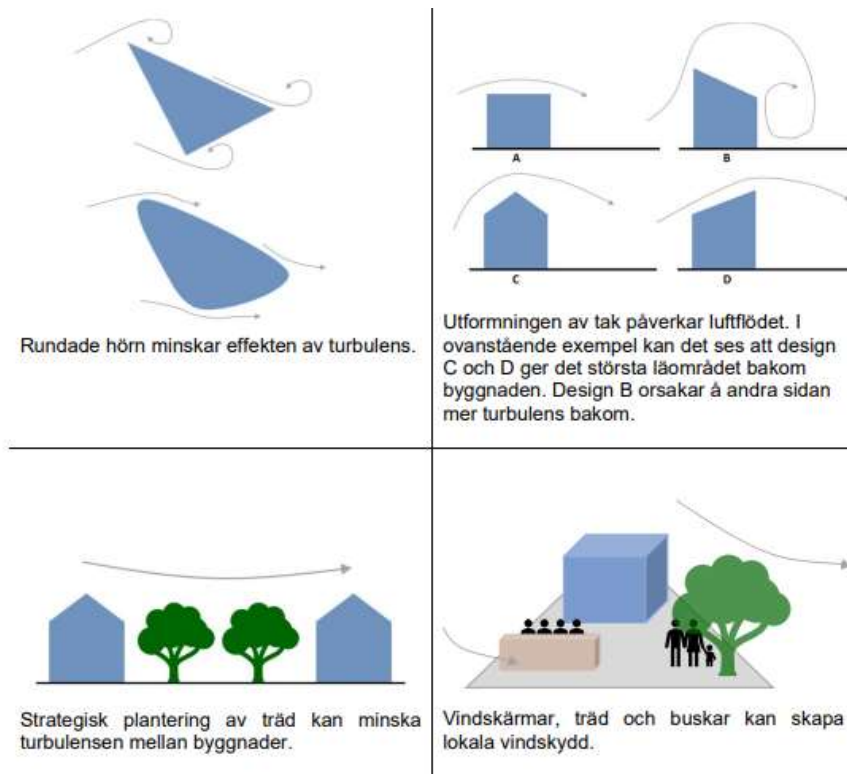 Rundade hörn minskar effekten av turbulens.
A
B
C
D
Utformningen av tak påverkar luftflödet. I
ovanstående exempel kan det ses att design
C och D ger det största läområdet bakom
byggnaden. Design B orsakar å andra sidan
mer turbulens bakom.
Strategisk plantering av träd kan minska
turbulensen mellan byggnader.
Vindskärmar, träd och buskar kan skapa
lokala vindskydd.